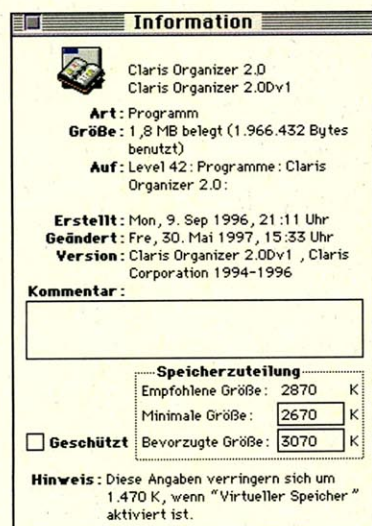 Information
Claris Organizer 2.0
Claris Organizer 2.0Dv1
Art: Programm
Größe: 1,8 MB belegt (1.966.432 Bytes
benutzt)
Auf: Level 42: Programme: Claris
Organizer 2.0:
Erstellt: Mon, 9. Sep 1996, 21:11 Uhr
Geändert: Fre, 30. Mai 1997, 15:33 Uhr
Version: Claris Organizer 2.0Dv1 , Claris
Corporation 1994-1996
Kommentar:
Speicherzuteilung
Empfohlene Größe: 2870 K
Minimale Größe: 2670 K
Geschützt Bevorzugte Größe: 3070 K
Hinweis: Diese Angaben verringern sich um
1.470 K, wenn "Virtueller Speicher"
aktiviert ist.